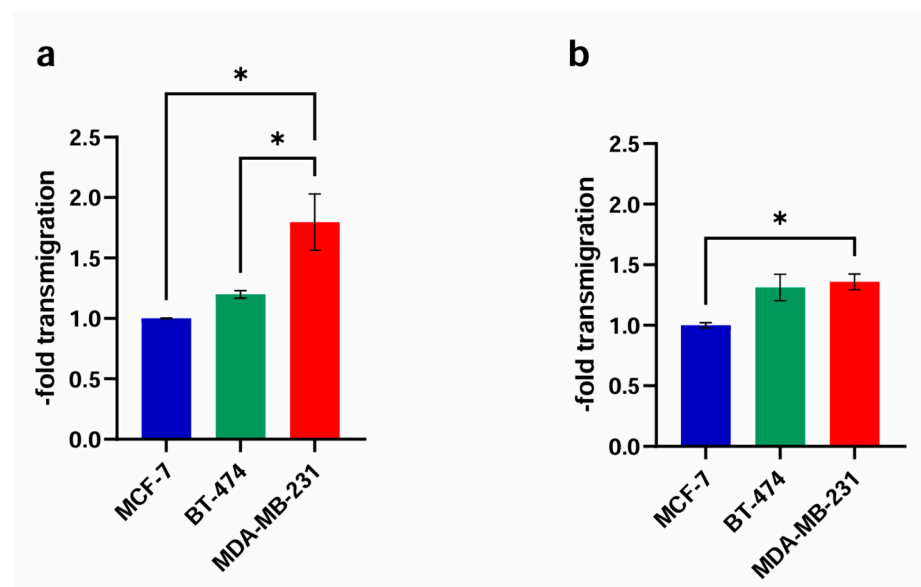 a
*
*
2.5
2.0
1.5
1.0
0.5
0.0
-fold transmigration
MCF-7
BT-474
MDA-MB-231
b
*
2.5
2.0
1.5
1.0
0.5
0.0
-fold transmigration
MCF-7
BT-474
MDA-MB-231